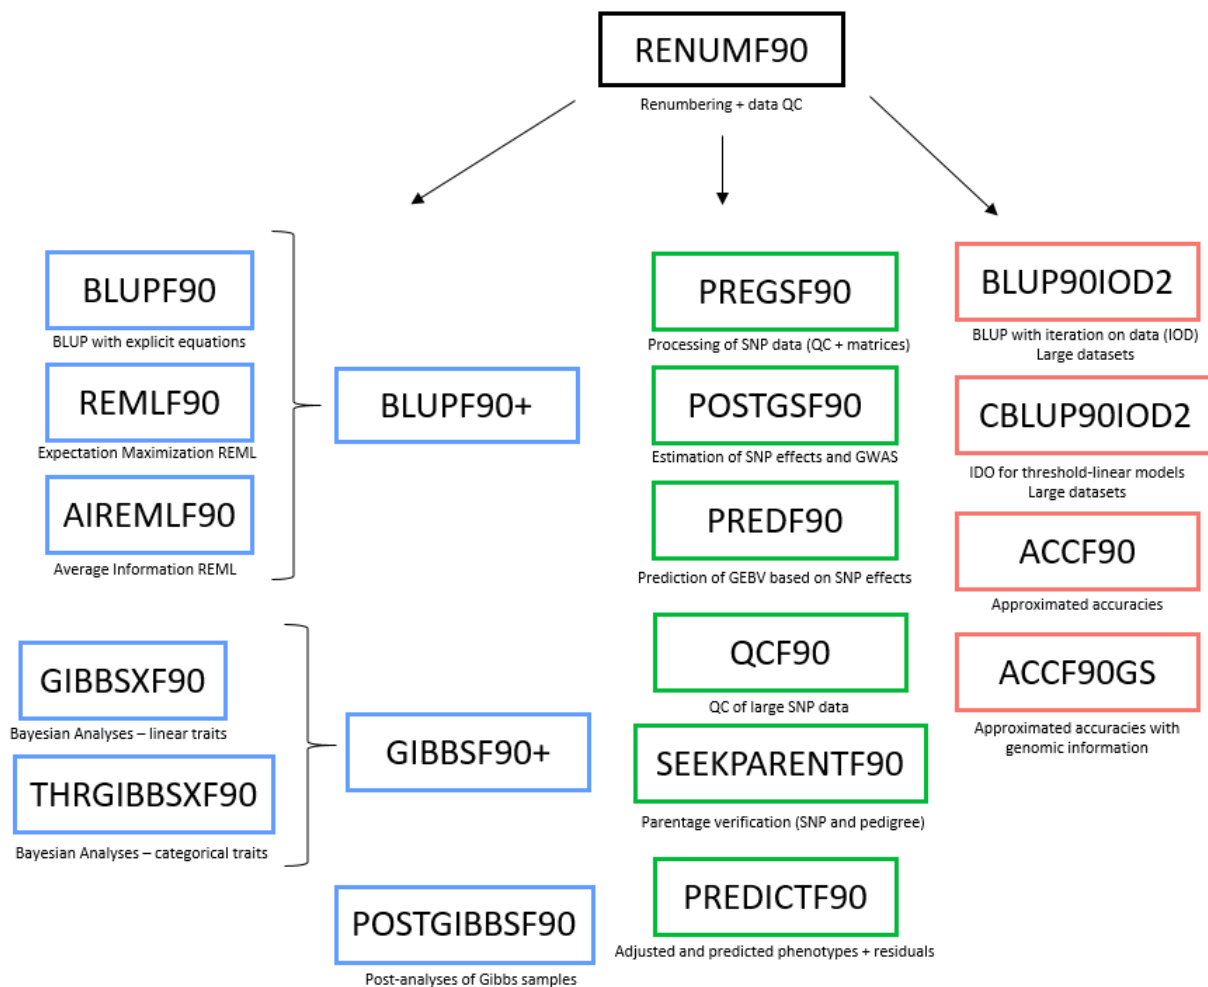 RENUMF90
Renumbering + data QC
BLUPF90
BLUP with explicit equations
REMLF90
Expectation Maximization REML
AIREMLF90
Average Information REML
BLUPF90+
GIBBSXF90
Bayesian Analyses – linear traits
THRGIBBSXF90
Bayesian Analyses – categorical traits
GIBBSF90+
POSTGIBBSF90
Post-analyses of Gibbs samples
PREGSF90
Processing of SNP data (QC + matrices)
POSTGSF90
Estimation of SNP effects and GWAS
PREDF90
Prediction of GEBV based on SNP effects
QCF90
QC of large SNP data
SEEKPARENTF90
Parentage verification (SNP and pedigree)
PREDICTF90
Adjusted and predicted phenotypes + residuals
BLUP90IOD2
BLUP with iteration on data (IOD)
Large datasets
CBLUP90IOD2
IDO for threshold-linear models
Large datasets
ACCF90
Approximated accuracies
ACCF90GS
Approximated accuracies with
genomic information